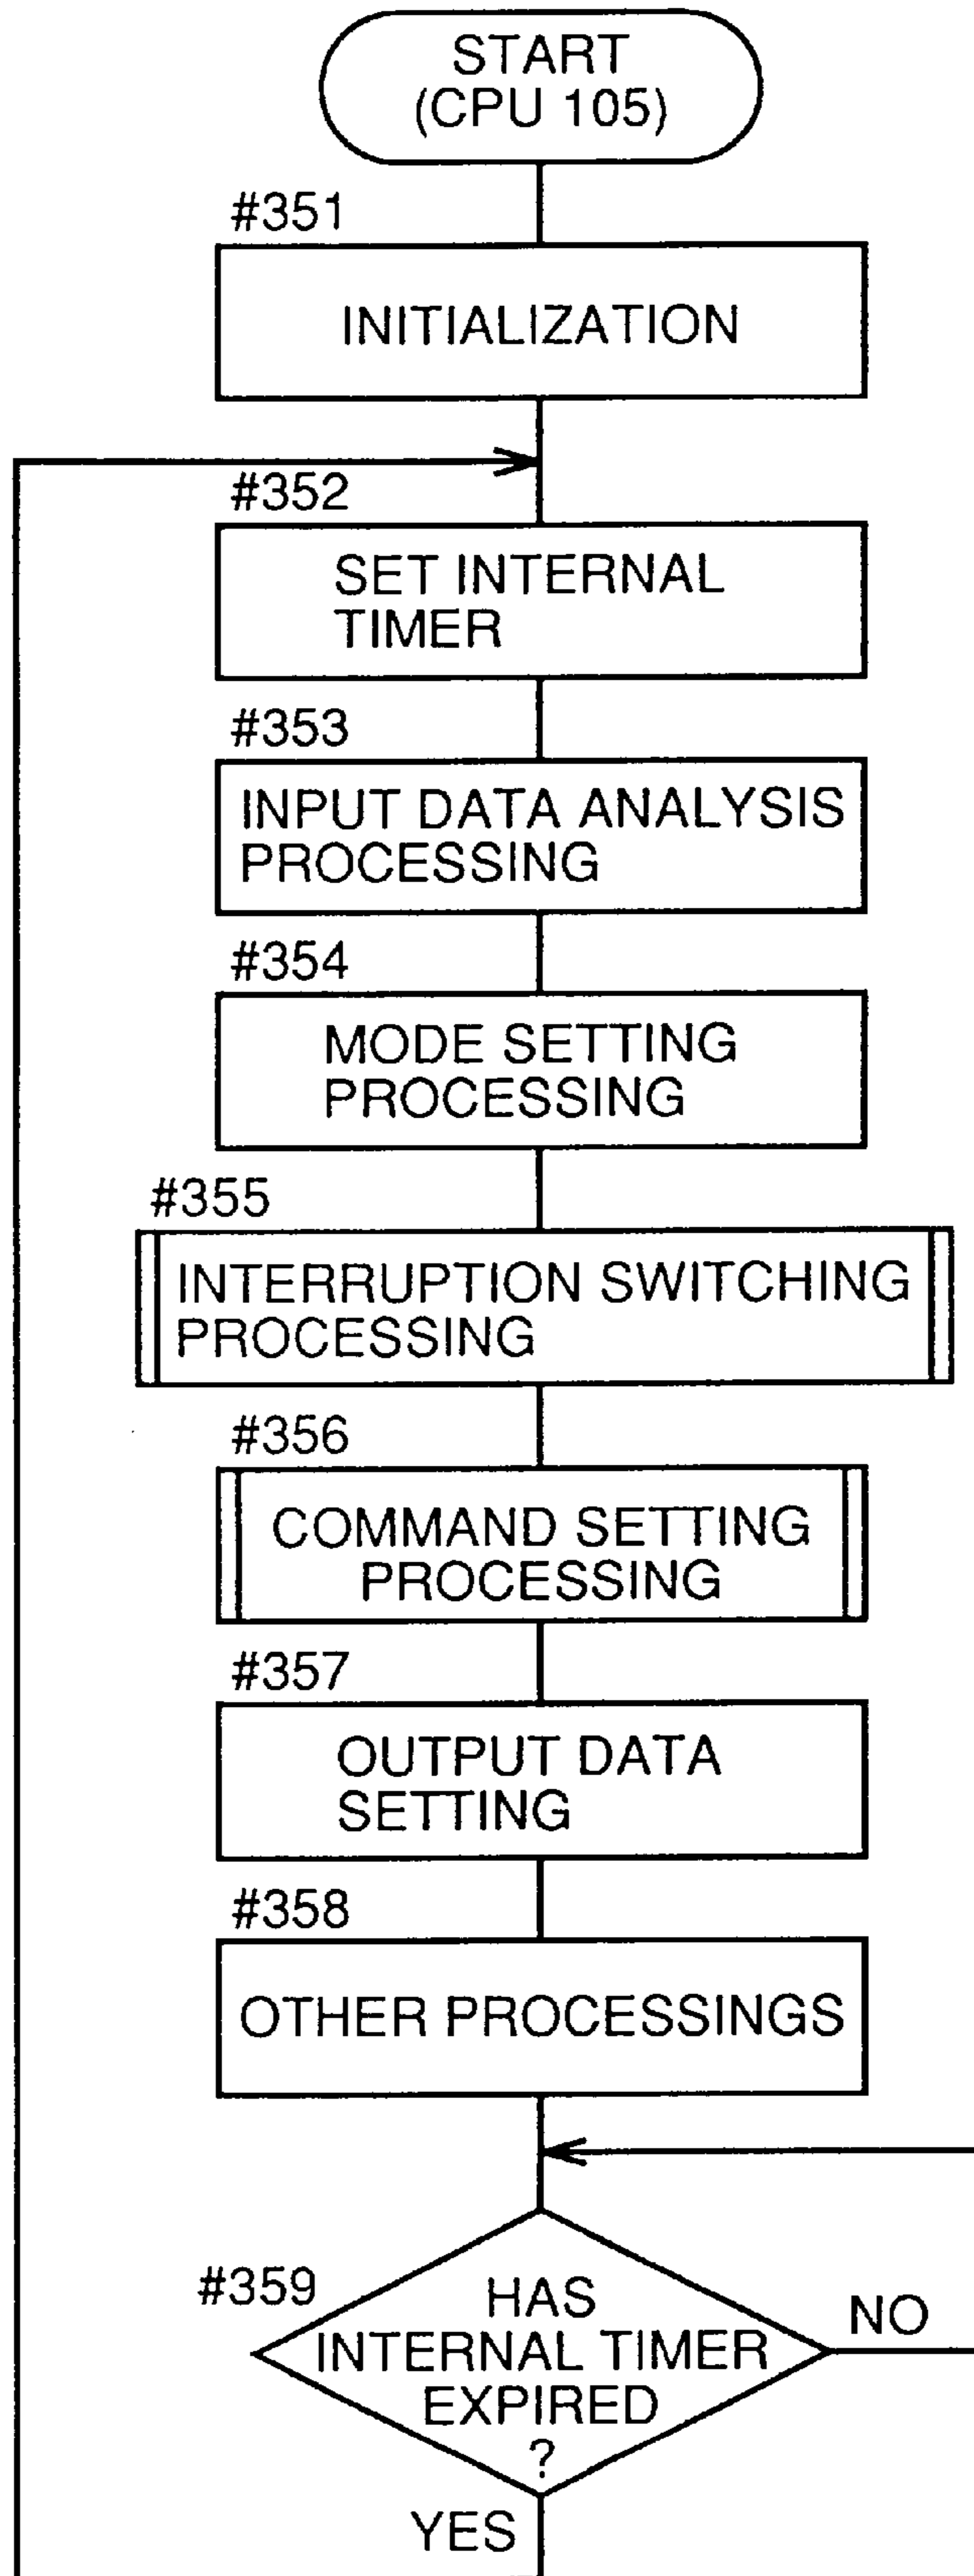 START
(CPU 105)
#351
INITIALIZATION
#352
SET INTERNAL
TIMER
#353
INPUT DATA ANALYSIS
PROCESSING
#354
MODE SETTING
PROCESSING
#355
INTERRUPTION SWITCHING
PROCESSING
#356
COMMAND SETTING
PROCESSING
#357
OUTPUT DATA
SETTING
#358
OTHER PROCESSINGS
#359
HAS
INTERNAL TIMER
EXPIRED
?
NO
YES